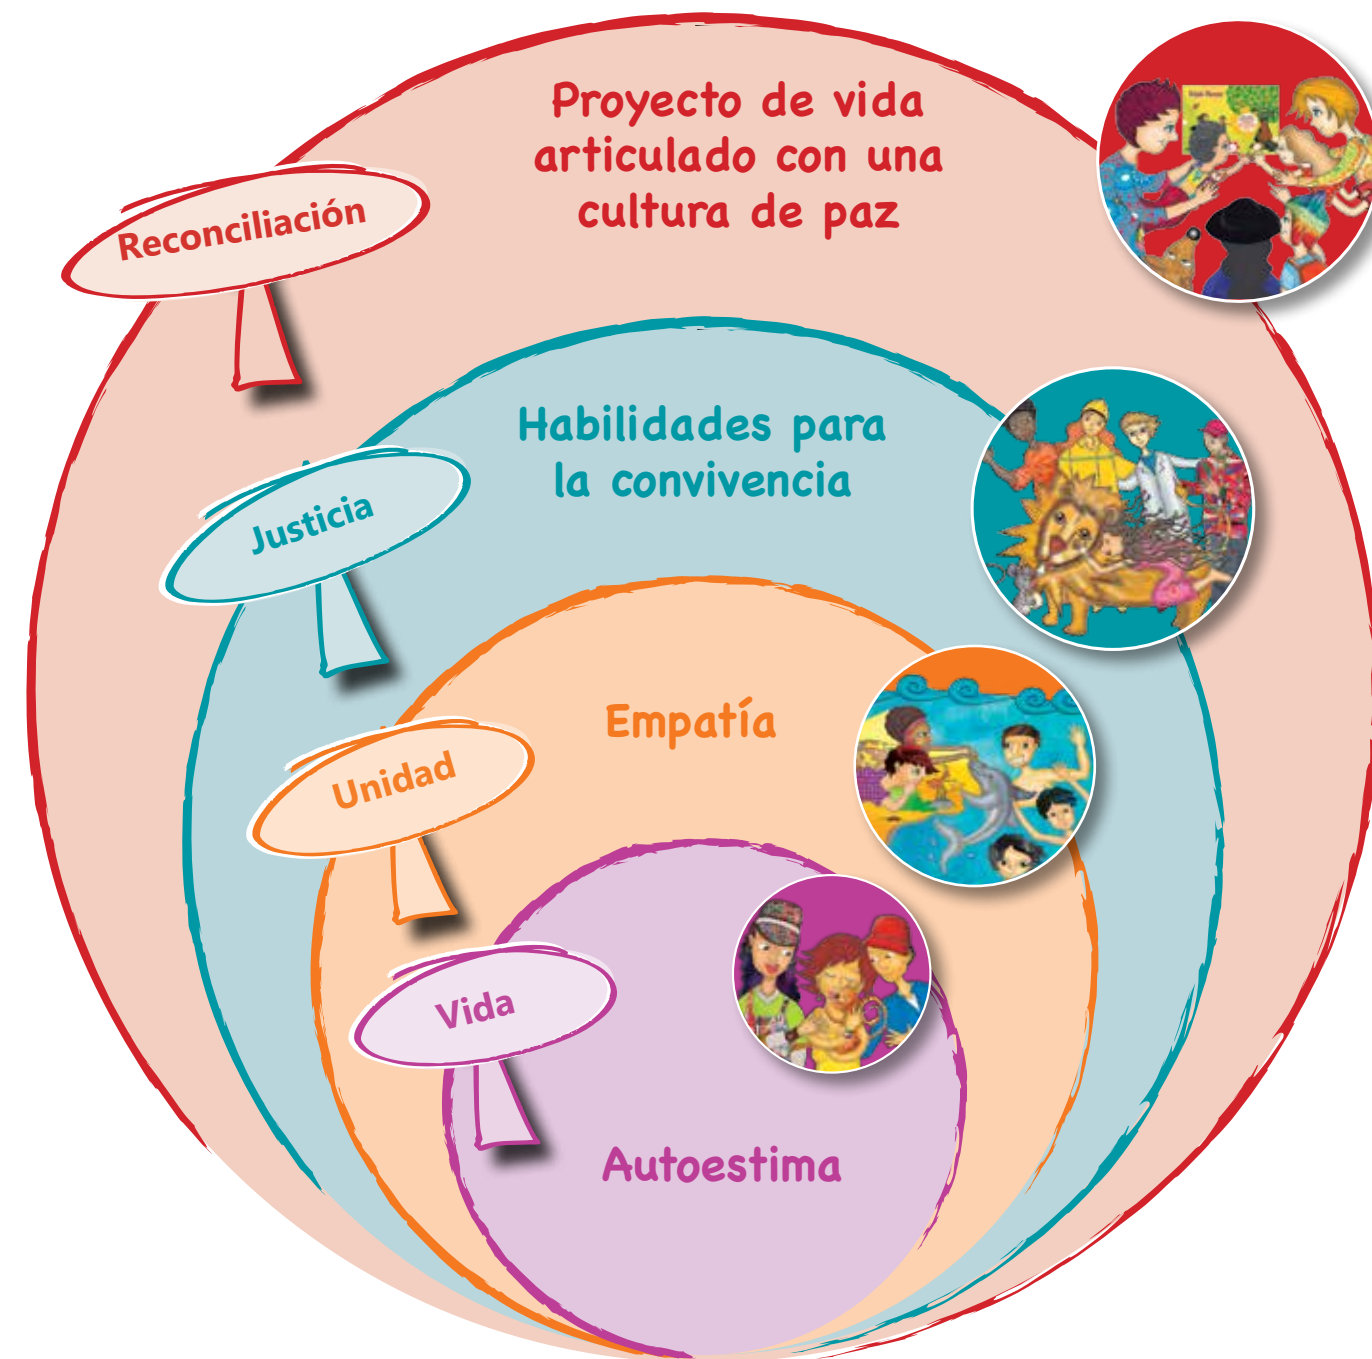 Proyecto de vida
articulado con una
cultura de paz
Reconciliación
Habilidades para
la convivencia
Justicia
Empatía
Unidad
Vida
Autoestima